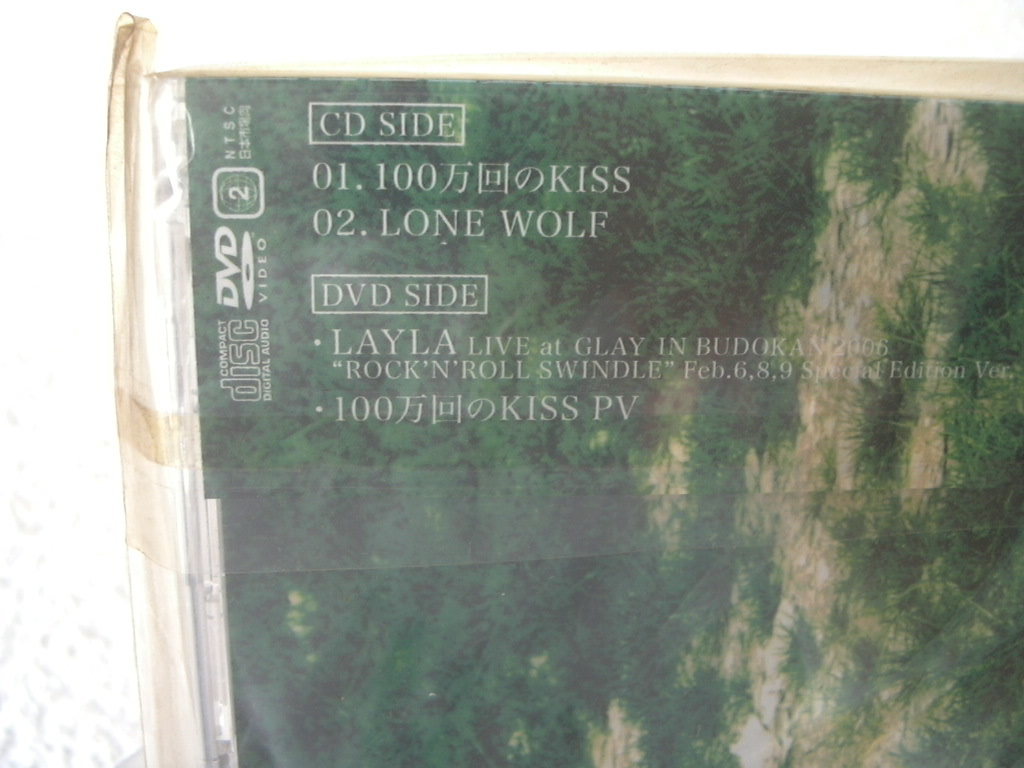 CD SIDE
01. 100万回のKISS
02. LONE WOLF
DVD SIDE
・LAYLA LIVE at GLAY IN BUDOKAN 2006
"ROCK'N'ROLL SWINDLE" Feb.6,8,9 Special Edition Ver.
・100万回のKISS PV
NTSC
日本市場向
2
DVD
VIDEO
COMPACT
disc
DIGITAL AUDIO